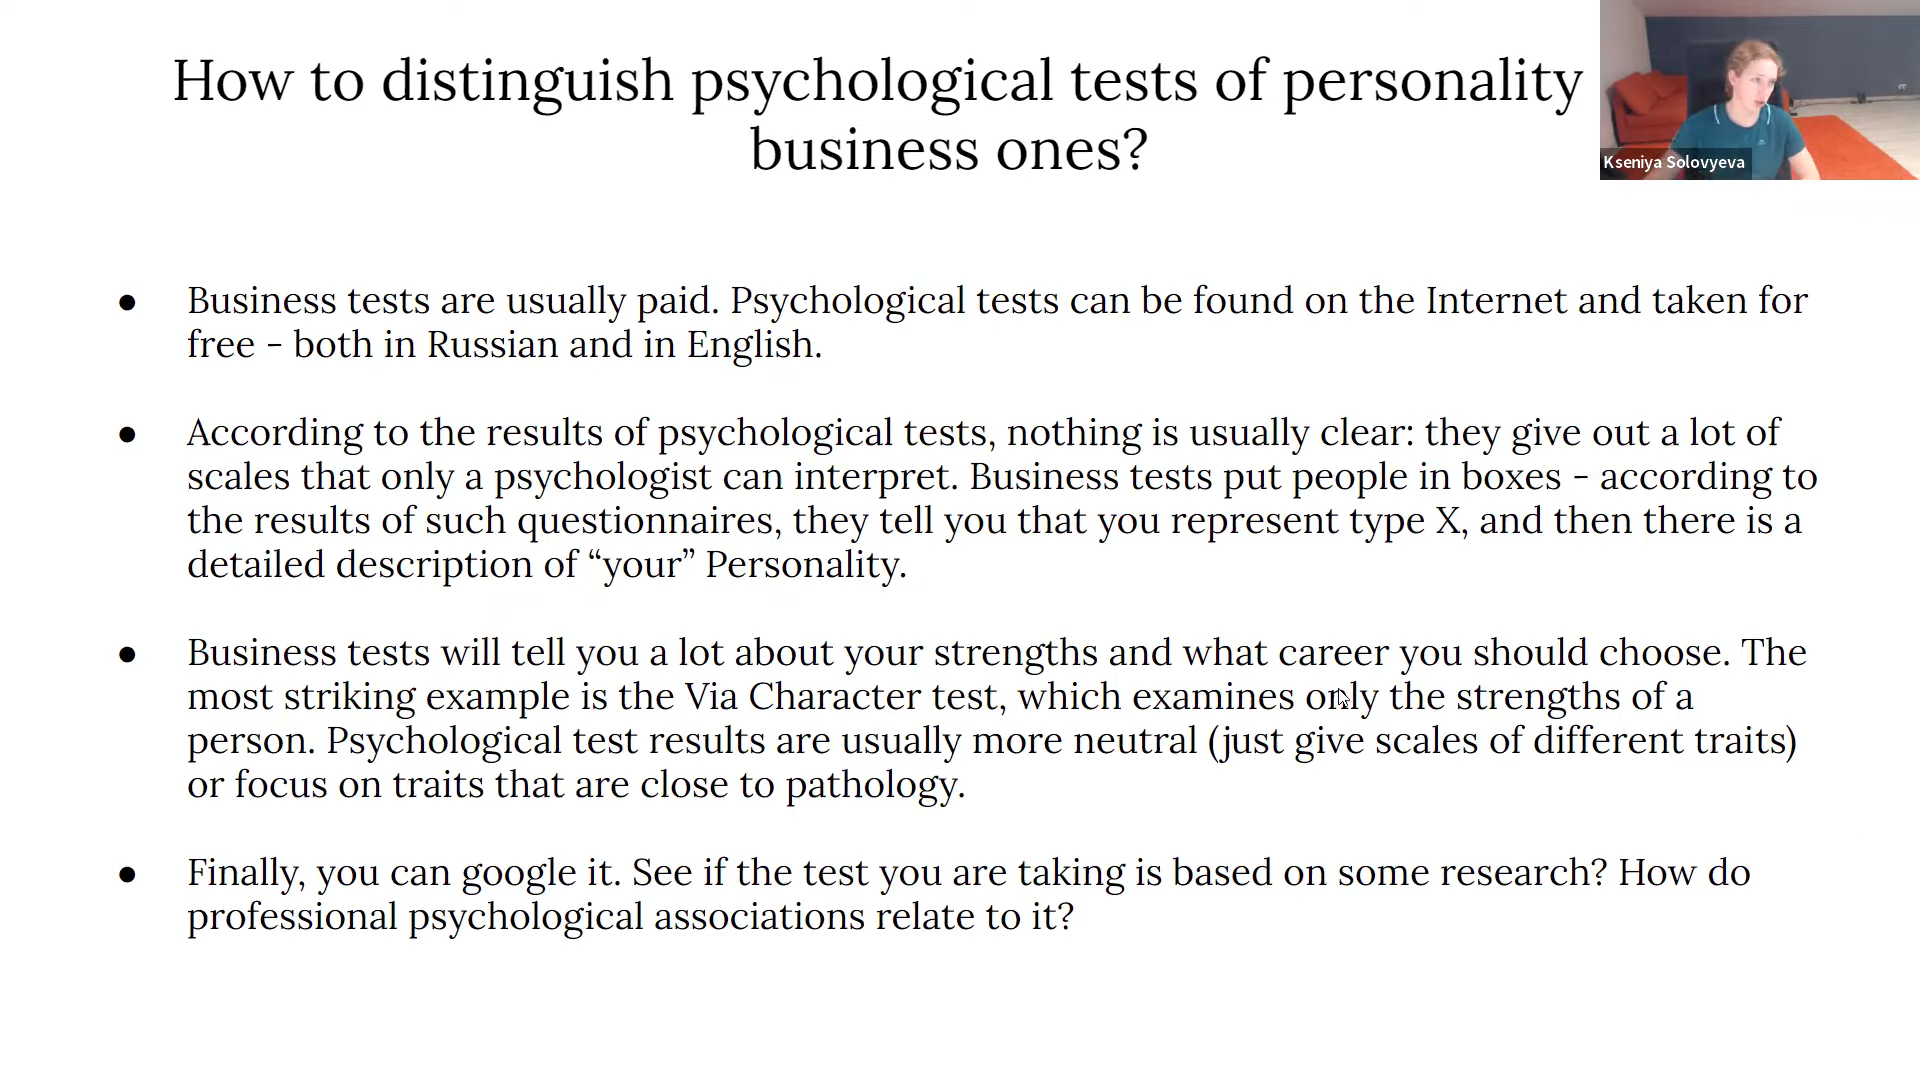 How to distinguish psychological tests of personality
business ones?
Kseniya Solovyeva
● Business tests are usually paid. Psychological tests can be found on the Internet and taken for
free - both in Russian and in English.
● According to the results of psychological tests, nothing is usually clear: they give out a lot of
scales that only a psychologist can interpret. Business tests put people in boxes - according to
the results of such questionnaires, they tell you that you represent type X, and then there is a
detailed description of “your” Personality.
● Business tests will tell you a lot about your strengths and what career you should choose. The
most striking example is the Via Character test, which examines only the strengths of a
person. Psychological test results are usually more neutral (just give scales of different traits)
or focus on traits that are close to pathology.
● Finally, you can google it. See if the test you are taking is based on some research? How do
professional psychological associations relate to it?